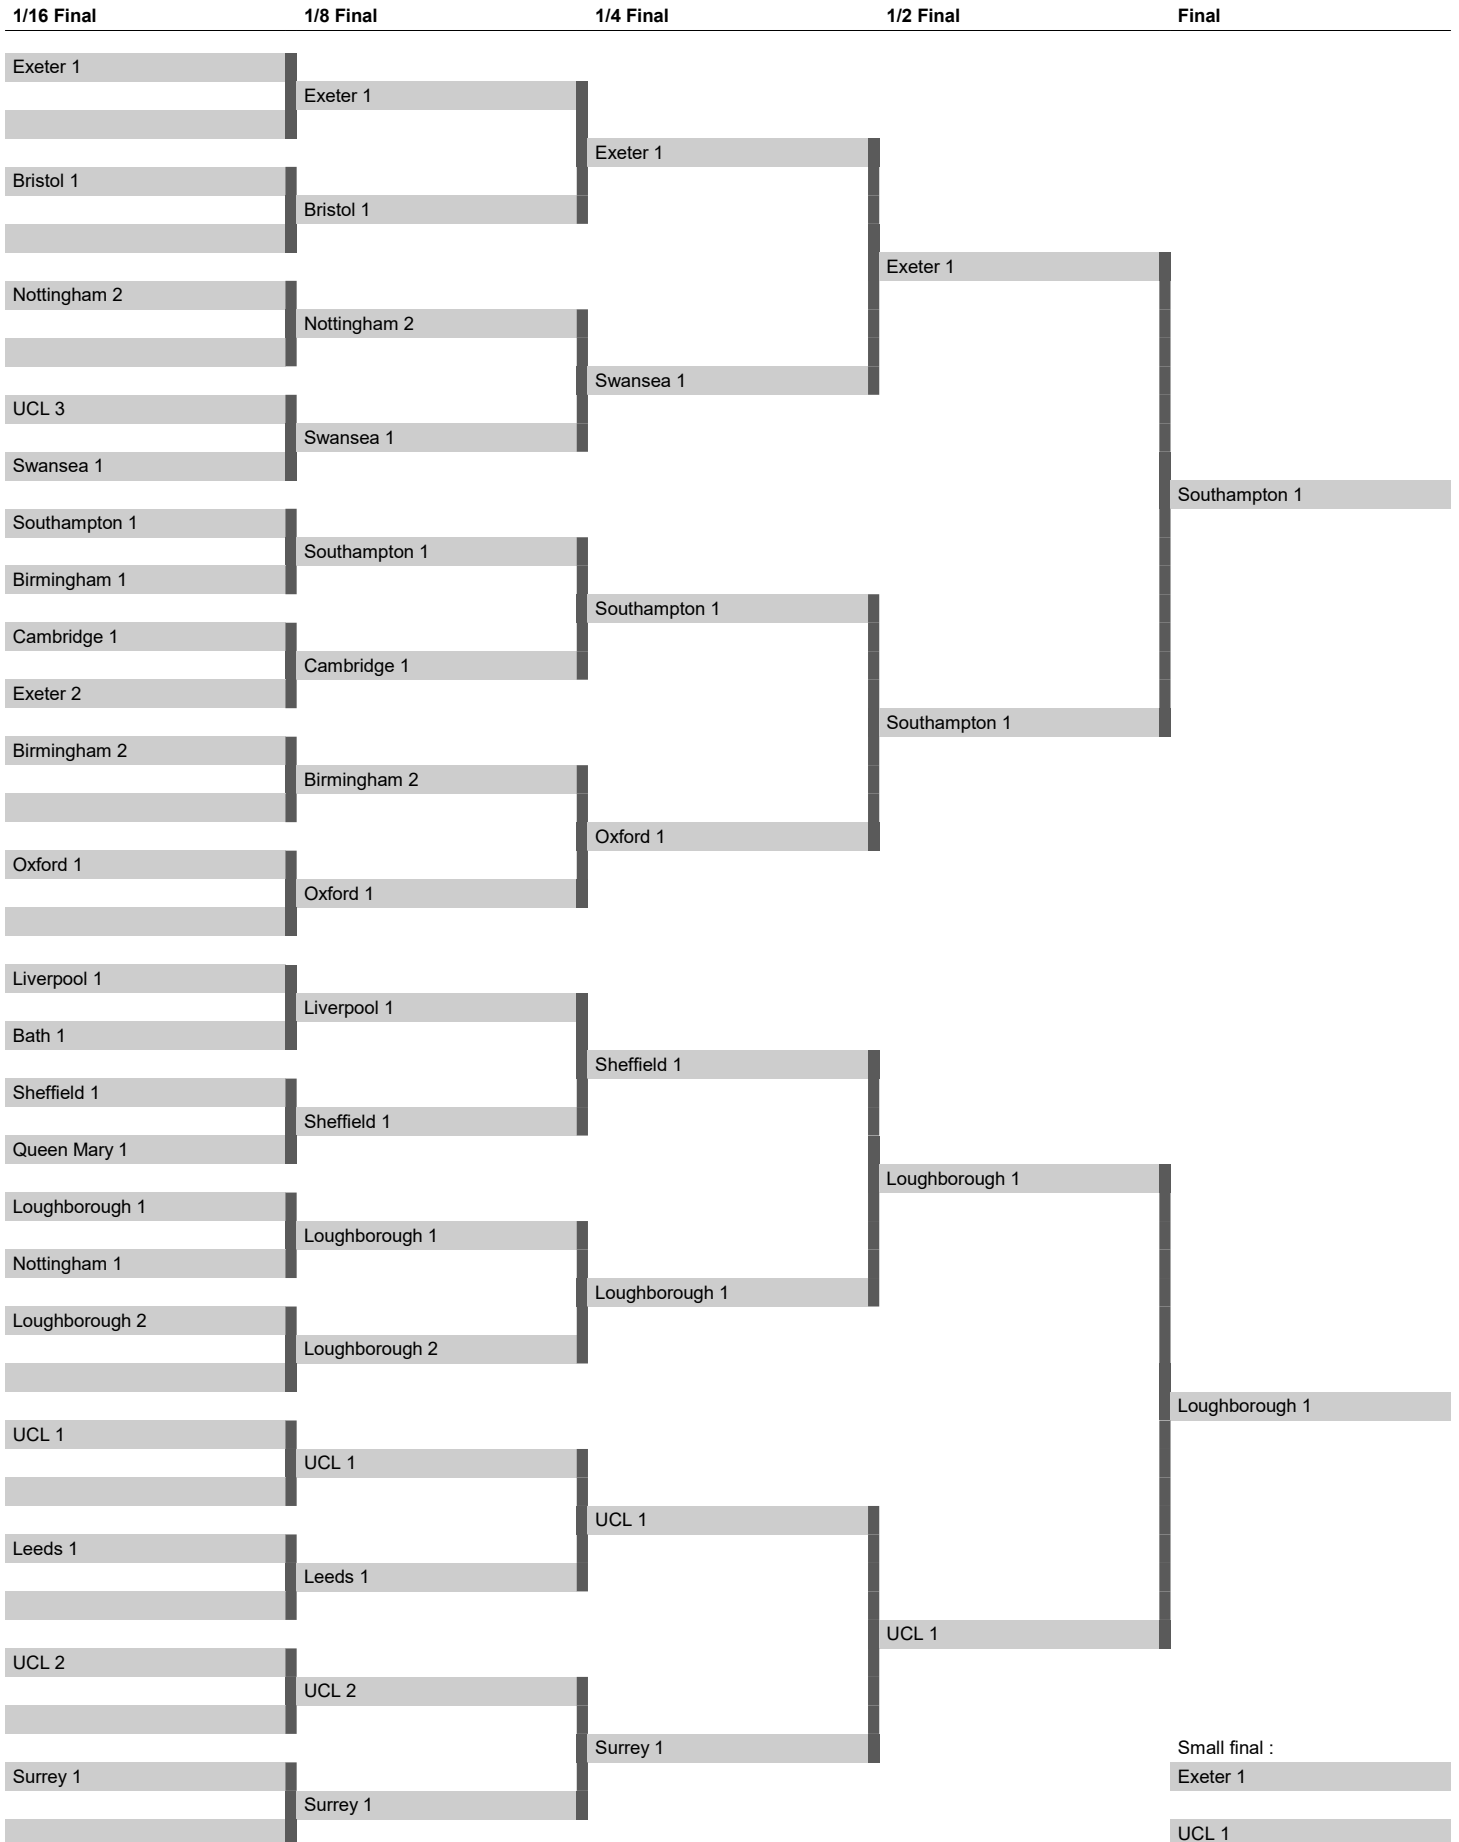 1/16 Final 1/8 Final 1/4 Final 1/2 Final Final
Exeter 1
Exeter 1
Exeter 1
Bristol 1
Bristol 1
Exeter 1
Nottingham 2
Nottingham 2
Swansea 1
UCL 3
Swansea 1
Swansea 1
Southampton 1
Southampton 1
Southampton 1
Birmingham 1
Southampton 1
Cambridge 1
Cambridge 1
Exeter 2
Southampton 1
Birmingham 2
Birmingham 2
Oxford 1
Oxford 1
Oxford 1
Liverpool 1
Liverpool 1
Bath 1
Sheffield 1
Sheffield 1
Sheffield 1
Queen Mary 1
Loughborough 1
Loughborough 1
Loughborough 1
Nottingham 1
Loughborough 1
Loughborough 2
Loughborough 2
Loughborough 1
UCL 1
UCL 1
UCL 1
Leeds 1
Leeds 1
UCL 1
UCL 2
UCL 2
Surrey 1
Small final :
Surrey 1
Exeter 1
Surrey 1
UCL 1